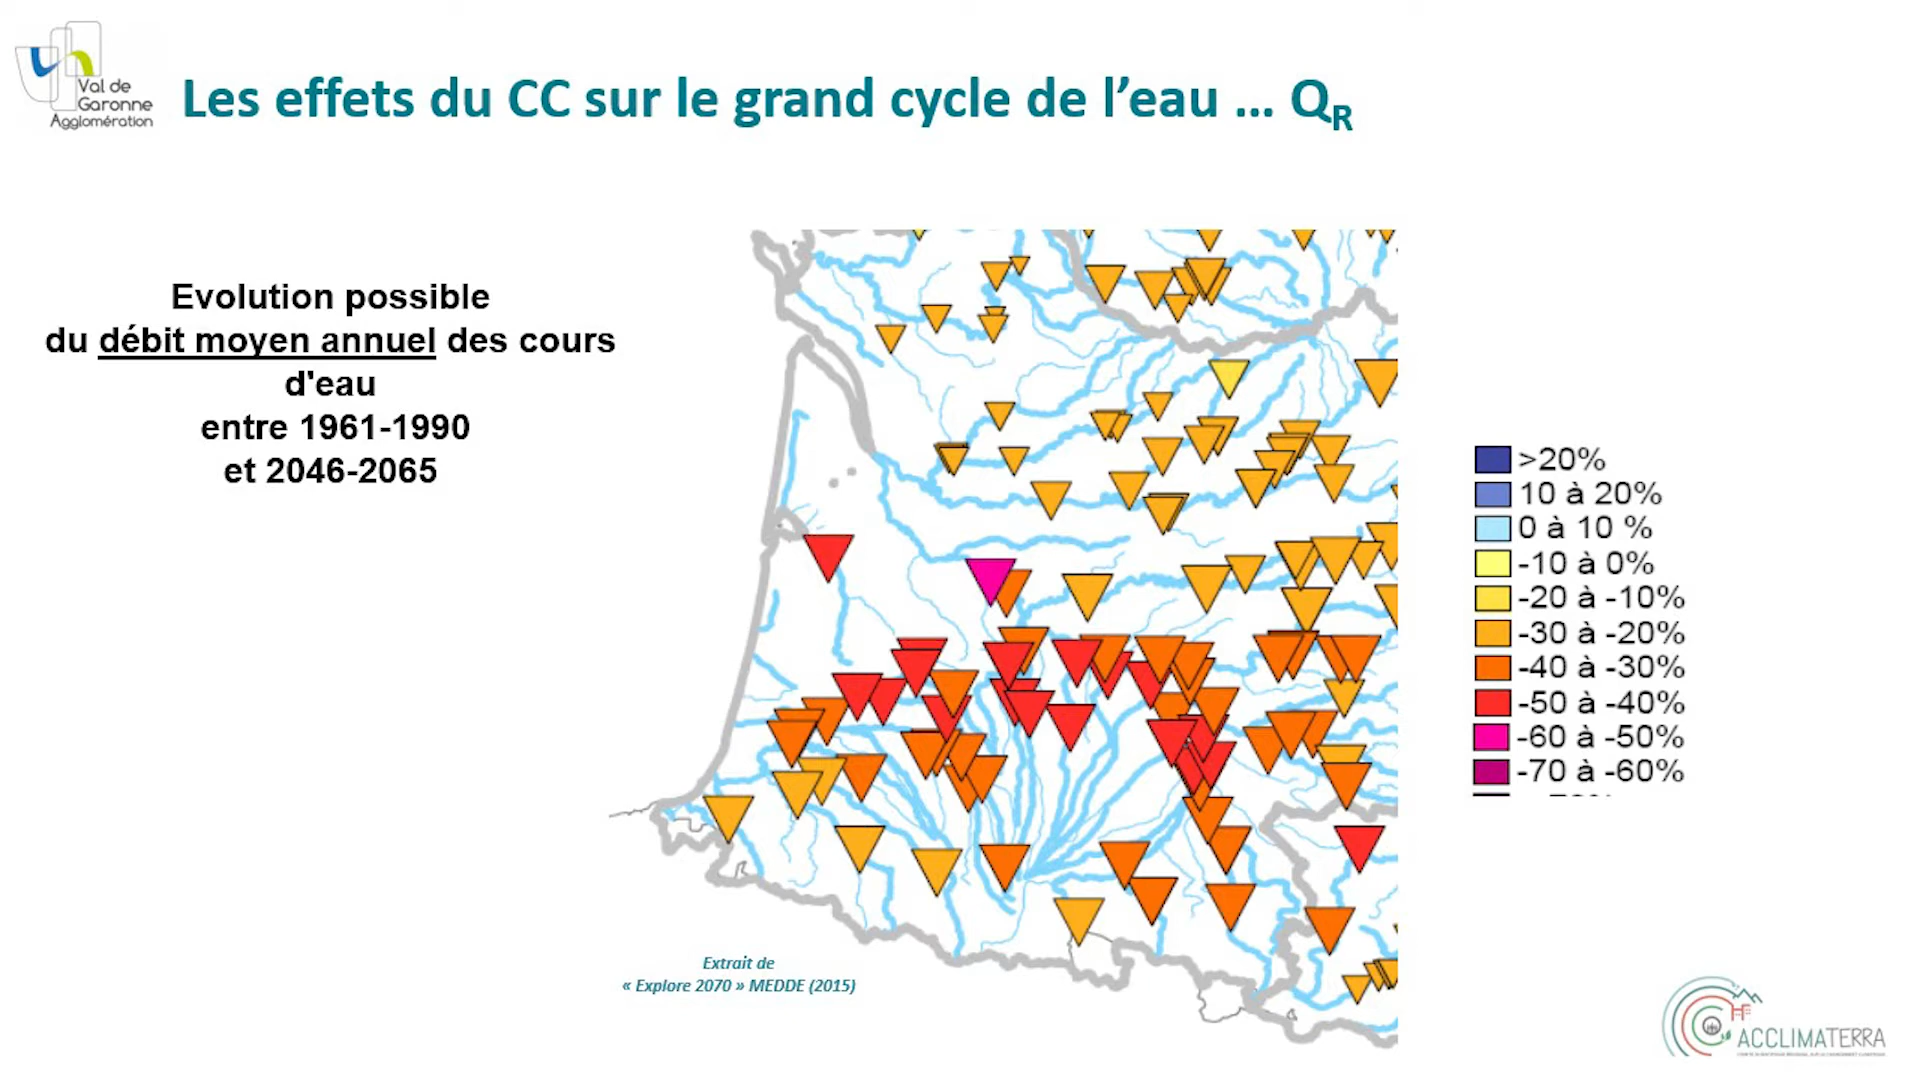 Val de
Garonne
Agglomération
Les effets du CC sur le grand cycle de l’eau … QR
Evolution possible
du débit moyen annuel des cours
d'eau
entre 1961-1990
et 2046-2065
>20%
10 à 20%
0 à 10 %
-10 à 0%
-20 à -10%
-30 à -20%
-40 à -30%
-50 à -40%
-60 à -50%
-70 à -60%
Extrait de
« Explore 2070 » MEDDE (2015)
ACCLIMATERRA